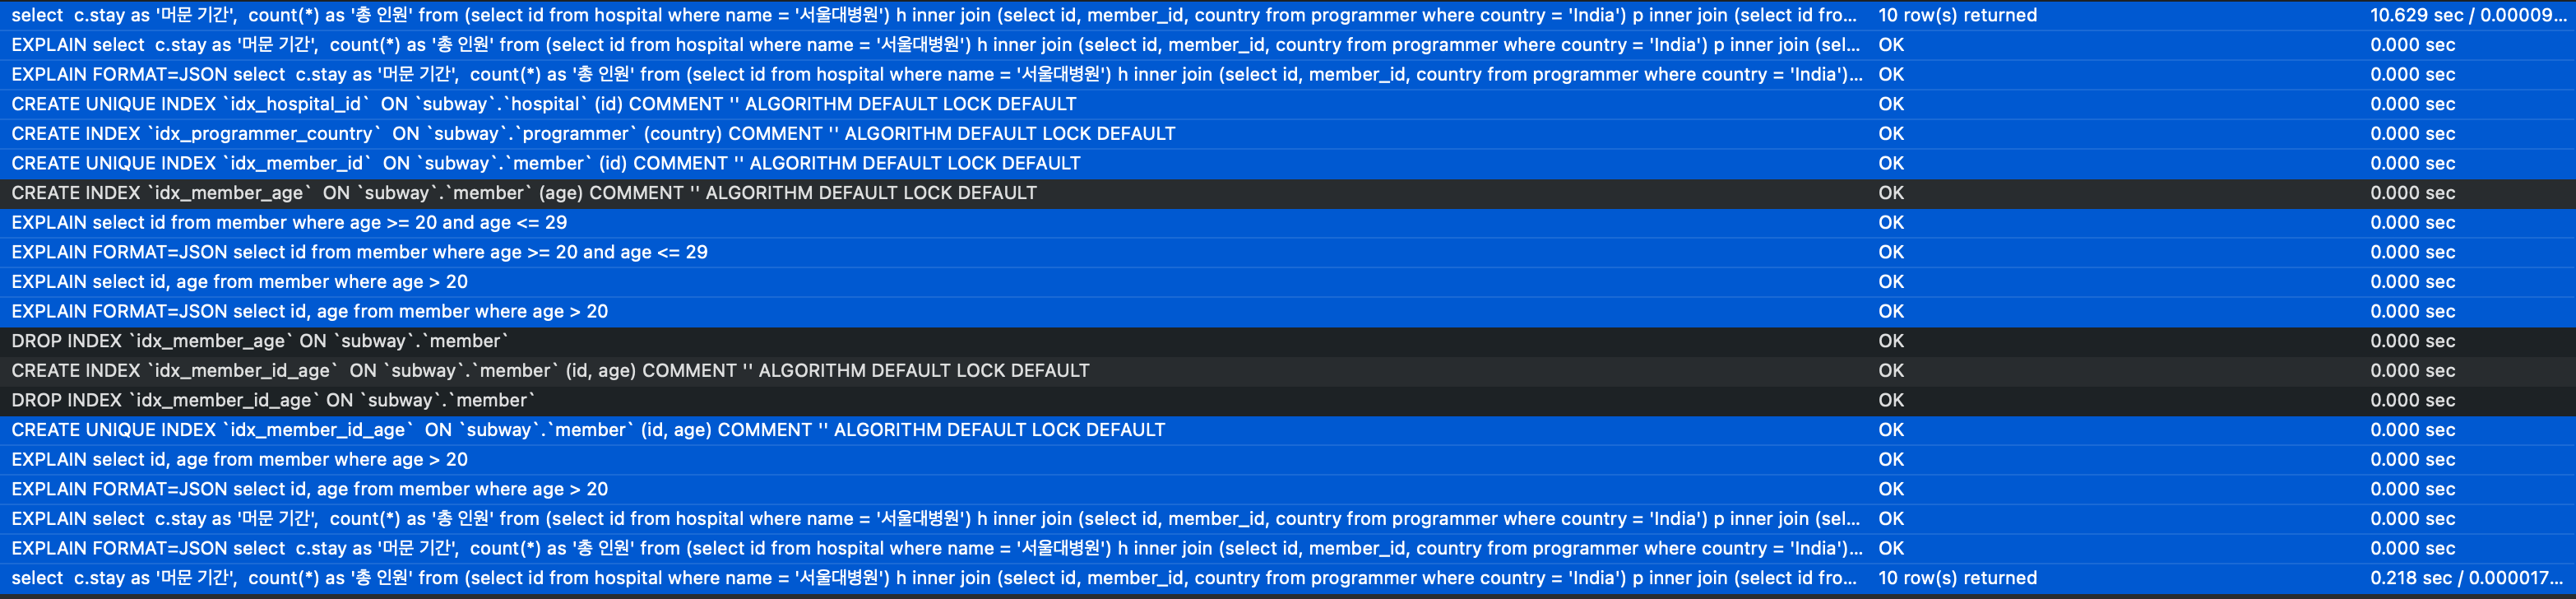 select  c.stay as '머문 기간',  count(*) as '총 인원' from (select id from hospital where name = '서울대병원') h inner join (select id, member_id, country from programmer where country = 'India') p inner join (select id fro... 10 row(s) returned 10.629 sec / 0.00009...
EXPLAIN select  c.stay as '머문 기간',  count(*) as '총 인원' from (select id from hospital where name = '서울대병원') h inner join (select id, member_id, country from programmer where country = 'India') p inner join (sel... OK 0.000 sec
EXPLAIN FORMAT=JSON select  c.stay as '머문 기간',  count(*) as '총 인원' from (select id from hospital where name = '서울대병원') h inner join (select id, member_id, country from programmer where country = 'India')... OK 0.000 sec
CREATE UNIQUE INDEX `idx_hospital_id`  ON `subway`.`hospital` (id) COMMENT '' ALGORITHM DEFAULT LOCK DEFAULT OK 0.000 sec
CREATE INDEX `idx_programmer_country`  ON `subway`.`programmer` (country) COMMENT '' ALGORITHM DEFAULT LOCK DEFAULT OK 0.000 sec
CREATE UNIQUE INDEX `idx_member_id`  ON `subway`.`member` (id) COMMENT '' ALGORITHM DEFAULT LOCK DEFAULT OK 0.000 sec
CREATE INDEX `idx_member_age`  ON `subway`.`member` (age) COMMENT '' ALGORITHM DEFAULT LOCK DEFAULT OK 0.000 sec
EXPLAIN select id from member where age >= 20 and age <= 29 OK 0.000 sec
EXPLAIN FORMAT=JSON select id from member where age >= 20 and age <= 29 OK 0.000 sec
EXPLAIN select id, age from member where age > 20 OK 0.000 sec
EXPLAIN FORMAT=JSON select id, age from member where age > 20 OK 0.000 sec
DROP INDEX `idx_member_age` ON `subway`.`member` OK 0.000 sec
CREATE INDEX `idx_member_id_age`  ON `subway`.`member` (id, age) COMMENT '' ALGORITHM DEFAULT LOCK DEFAULT OK 0.000 sec
DROP INDEX `idx_member_id_age` ON `subway`.`member` OK 0.000 sec
CREATE UNIQUE INDEX `idx_member_id_age`  ON `subway`.`member` (id, age) COMMENT '' ALGORITHM DEFAULT LOCK DEFAULT OK 0.000 sec
EXPLAIN select id, age from member where age > 20 OK 0.000 sec
EXPLAIN FORMAT=JSON select id, age from member where age > 20 OK 0.000 sec
EXPLAIN select  c.stay as '머문 기간',  count(*) as '총 인원' from (select id from hospital where name = '서울대병원') h inner join (select id, member_id, country from programmer where country = 'India') p inner join (sel... OK 0.000 sec
EXPLAIN FORMAT=JSON select  c.stay as '머문 기간',  count(*) as '총 인원' from (select id from hospital where name = '서울대병원') h inner join (select id, member_id, country from programmer where country = 'India')... OK 0.000 sec
select  c.stay as '머문 기간',  count(*) as '총 인원' from (select id from hospital where name = '서울대병원') h inner join (select id, member_id, country from programmer where country = 'India') p inner join (select id fro... 10 row(s) returned 0.218 sec / 0.000017...